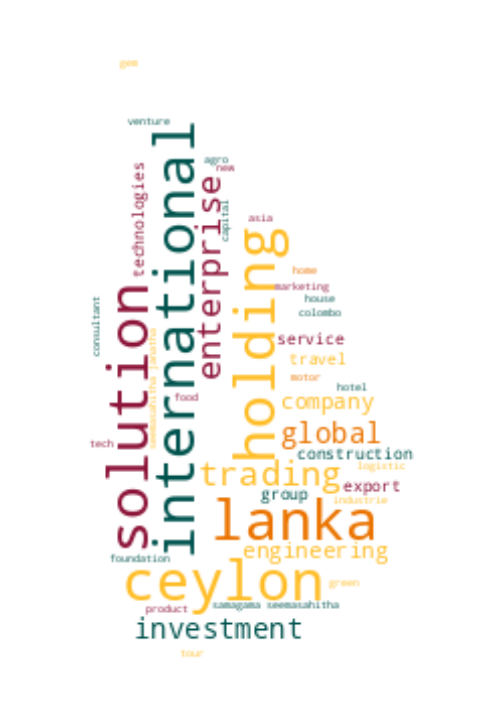 gem
venture
international
agro
new
technologies
enterprise
capital
asia
holding
home
marketing
solution
house
consultant
colombo
seemasahitha janatha
service
travel
motor
hotel
food
company
global
tech
construction
logistic
trading
export
group
industrie
lanka
engineering
foundation
ceylon
green
samagama seemasahitha
product
investment
tour